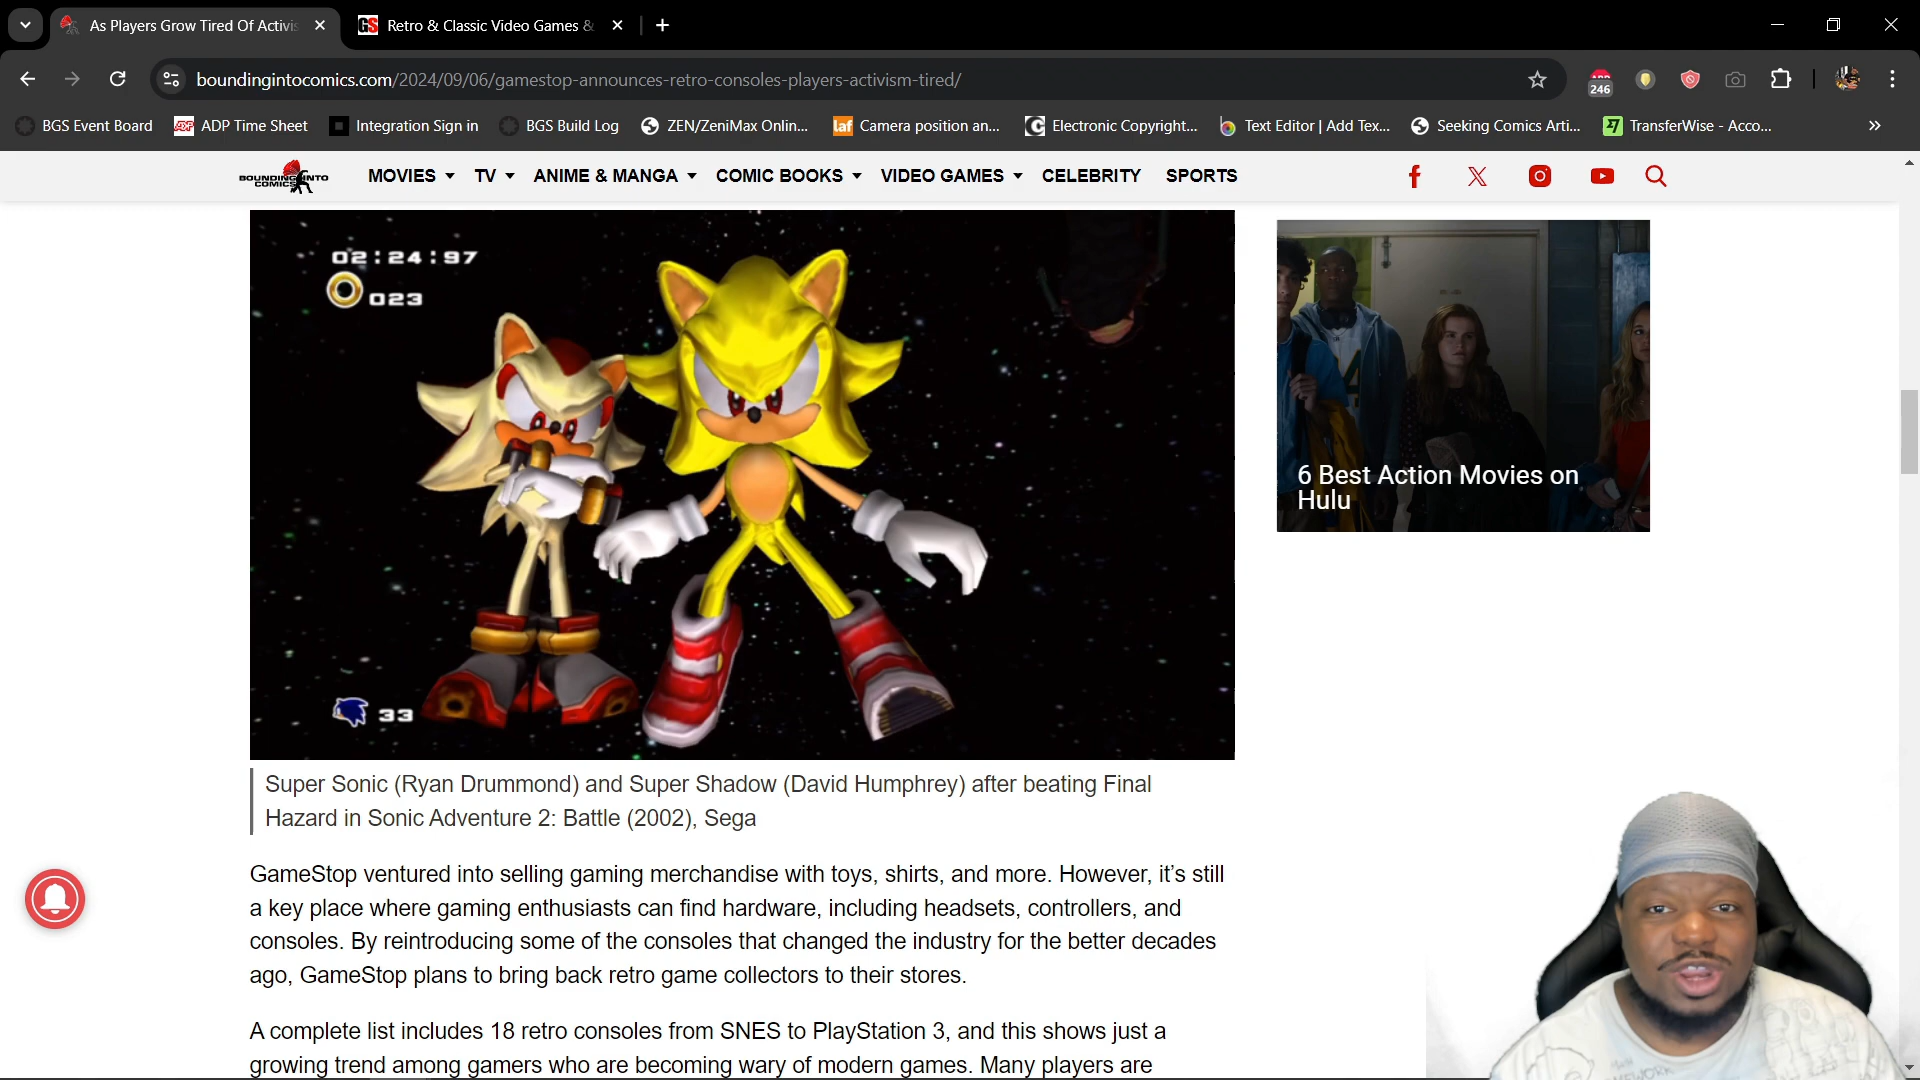 As Players Grow Tired Of Activis
Retro & Classic Video Games &
boundingintocomics.com/2024/09/06/gamestop-announces-retro-consoles-players-activism-tired/
246
BGS Event Board
ADP Time Sheet
Integration Sign in
BGS Build Log
ZEN/ZeniMax Onlin...
laf Camera position an...
Electronic Copyright...
Text Editor | Add Tex...
Seeking Comics Arti...
TransferWise - Acco...
BOUNDING INTO COMICS
MOVIES
TV
ANIME & MANGA
COMIC BOOKS
VIDEO GAMES
CELEBRITY
SPORTS
02:24:97
023
33
6 Best Action Movies on
Hulu
Super Sonic (Ryan Drummond) and Super Shadow (David Humphrey) after beating Final
Hazard in Sonic Adventure 2: Battle (2002), Sega
GameStop ventured into selling gaming merchandise with toys, shirts, and more. However, it’s still
a key place where gaming enthusiasts can find hardware, including headsets, controllers, and
consoles. By reintroducing some of the consoles that changed the industry for the better decades
ago, GameStop plans to bring back retro game collectors to their stores.
A complete list includes 18 retro consoles from SNES to PlayStation 3, and this shows just a
growing trend among gamers who are becoming wary of modern games. Many players are